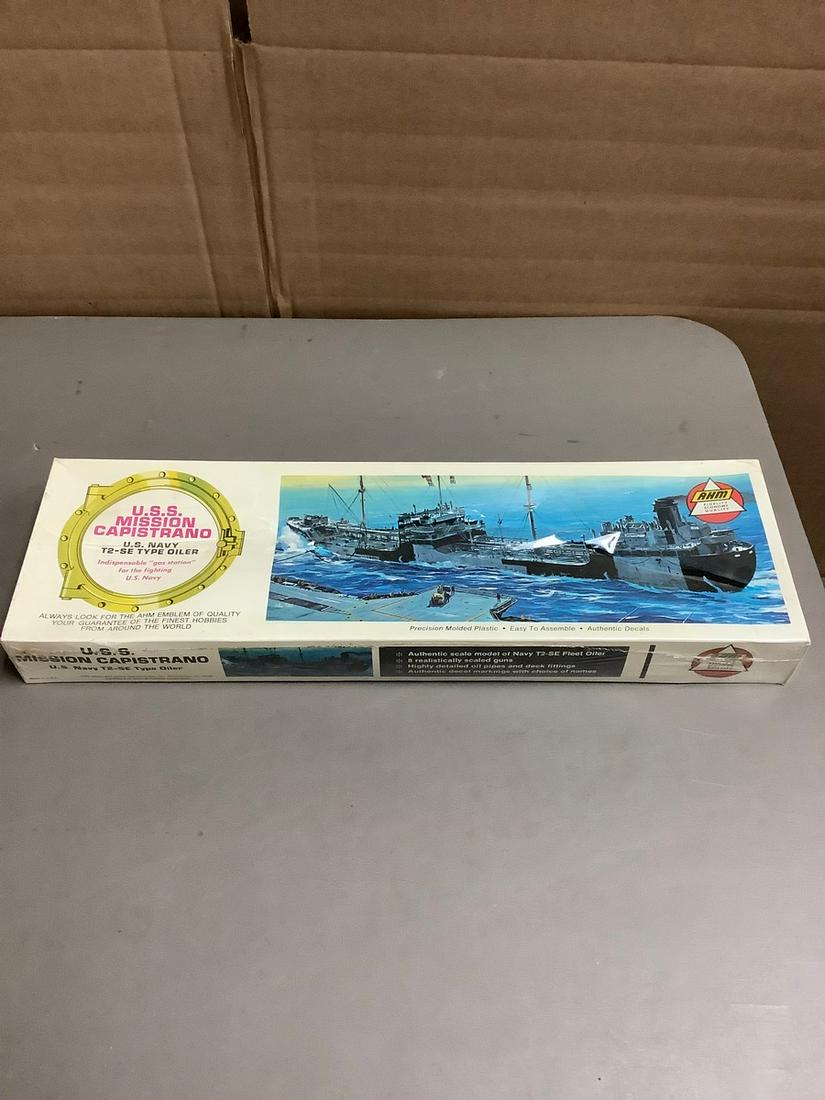 U.S.S.
MISSION
CAPISTRANO
U.S. NAVY
T2-SE TYPE OILER
Indispensable "gas station"
for the fighting
U.S. Navy
ALWAYS LOOK FOR THE AHM EMBLEM OF QUALITY
YOUR GUARANTEE OF THE FINEST HOBBIES
FROM AROUND THE WORLD
AHM
FIDELITY
ECONOMY
QUALITY
Precision Molded Plastic • Easy To Assemble • Authentic Decals
U.S.S.
MISSION CAPISTRANO
U.S. Navy T2-SE Type Oiler
Authentic scale model of Navy T2-SE Fleet Oiler
8 realistically scaled guns
Highly detailed oil pipes and deck fittings
Authentic decal markings with choice of names